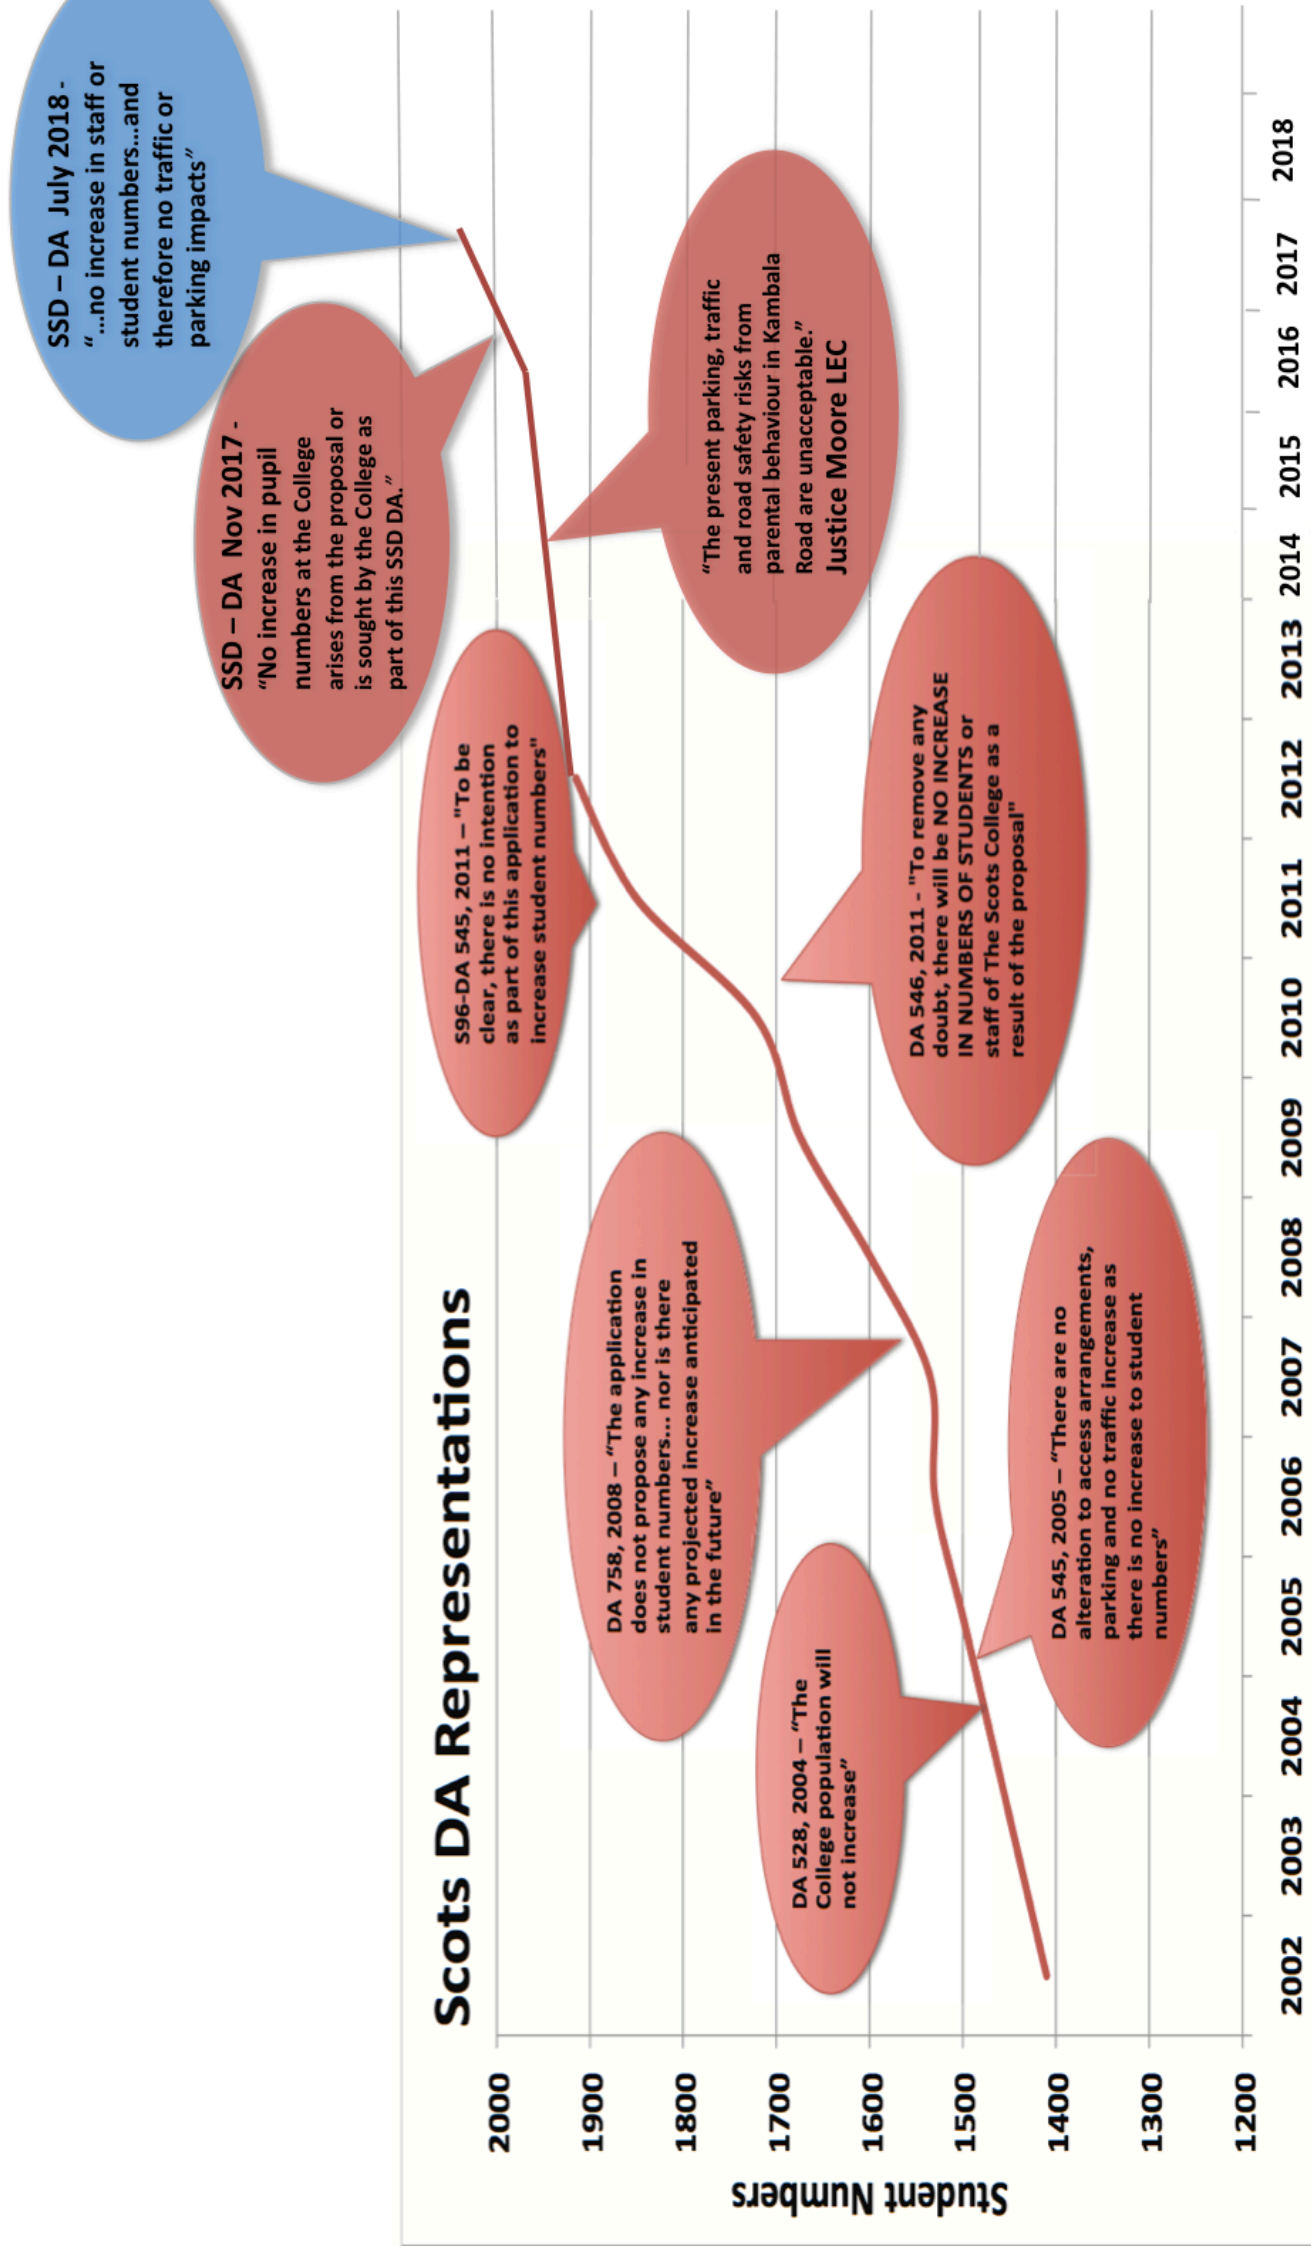 Scots DA Representations
SSD – DA July 2018 -
“...no increase in staff or
student numbers...and
therefore no traffic or
parking impacts”
SSD – DA Nov 2017 -
“No increase in pupil
numbers at the College
arises from the proposal or
is sought by the College as
part of this SSD DA.”
S96-DA 545, 2011 – "To be
clear, there is no intention
as part of this application to
increase student numbers"
DA 758, 2008 – “The application
does not propose any increase in
student numbers... nor is there
any projected increase anticipated
in the future”
DA 528, 2004 – “The
College population will
not increase”
“The present parking, traffic
and road safety risks from
parental behaviour in Kambala
Road are unacceptable.”
Justice Moore LEC
DA 546, 2011 - "To remove any
doubt, there will be NO INCREASE
IN NUMBERS OF STUDENTS or
staff of The Scots College as a
result of the proposal"
DA 545, 2005 – “There are no
alteration to access arrangements,
parking and no traffic increase as
there is no increase to student
numbers”
Student Numbers
2000
1900
1800
1700
1600
1500
1400
1300
1200
2002 2003 2004 2005 2006 2007 2008 2009 2010 2011 2012 2013 2014 2015 2016 2017 2018